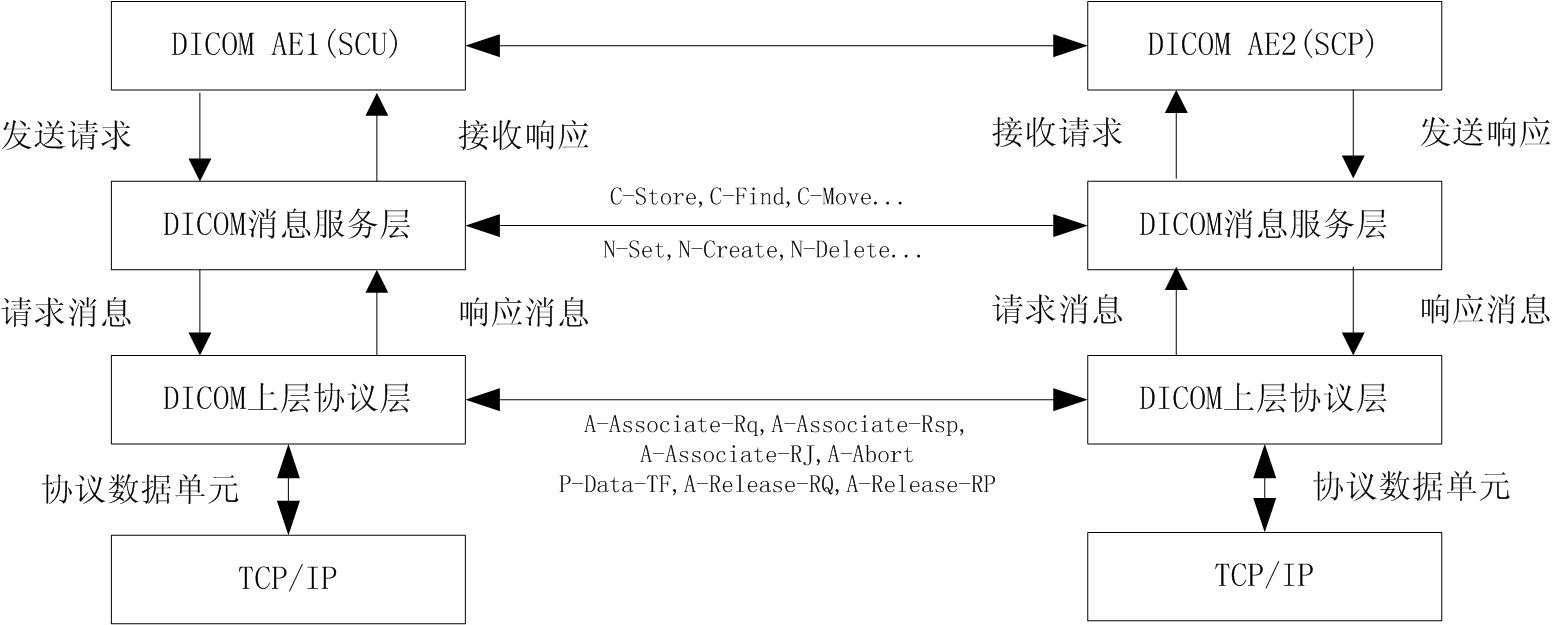 DICOM AE1(SCU)
DICOM AE2(SCP)
发送请求
接收响应
接收请求
发送响应
C-Store,C-Find,C-Move...
DICOM消息服务层
DICOM消息服务层
N-Set,N-Create,N-Delete...
请求消息
响应消息
请求消息
响应消息
DICOM上层协议层
DICOM上层协议层
A-Associate-Rq,A-Associate-Rsp,
A-Associate-RJ,A-Abort
P-Data-TF,A-Release-RQ,A-Release-RP
协议数据单元
协议数据单元
TCP/IP
TCP/IP